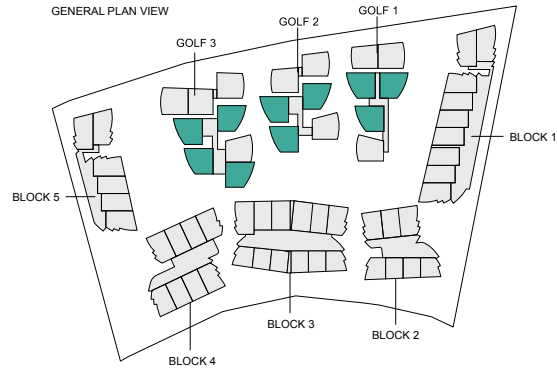 GENERAL PLAN VIEW
GOLF 1
GOLF 2
GOLF 3
BLOCK 1
BLOCK 5
BLOCK 3
BLOCK 2
BLOCK 4